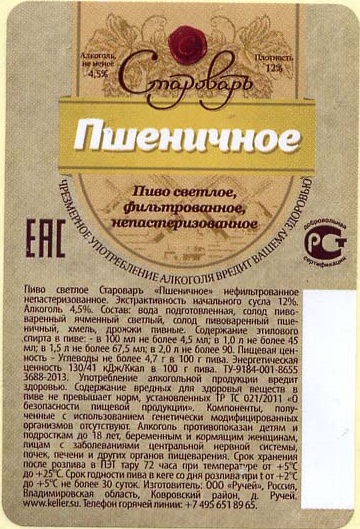 Алкоголь, Плотность
не менее 12%
4,5%
Староваръ
Пшеничное
Пиво светлое,
фильтрованное,
непастеризованное
ЧРЕЗМЕРНОЕ УПОТРЕБЛЕНИЕ АЛКОГОЛЯ ВРЕДИТ ВАШЕМУ ЗДОРОВЬЮ
ЕАС
добровольная
РСТ
сертификация
Пиво светлое Староваръ «Пшеничное» нефильтрованное
непастеризованное. Экстрактивность начального сусла 12%.
Алкоголь 4,5%. Состав: вода подготовленная, солод пиво-
варенный ячменный светлый, солод пивоваренный пше-
ничный, хмель, дрожжи пивные. Содержание этилового
спирта в пиве: - в 100 мл не более 4,5 мл; в 1,0 л не более 45
мл; в 1,5 л не более 67,5 мл; в 2,0 л не более 90. Пищевая цен-
ность - Углеводы не более 4,7 г в 100 г пива. Энергетическая
ценность 130/41 кДж/Ккал в 100 г пива. ТУ-9184-001-8655
3688-2013. Употребление алкогольной продукции вредит
здоровью. Содержание вредных для здоровья веществ в
пиве не превышает норм, установленных ТР ТС 021/2011 «О
безопасности пищевой продукции». Компоненты, полу-
ченные с использованием генетически модифицированных
организмов отсутствуют. Алкоголь противопоказан детям и
подросткам до 18 лет, беременным и кормящим женщинам,
лицам с заболеваниями центральной нервной системы,
почек, печени и других органов пищеварения. Срок хранения
после розлива в ПЭТ тару 72 часа при температуре от +5°С
до +25°С. Срок годности пива в кеге со дня розлива при t от +2°С
до +5°С не более 30 суток. Изготовитель: ООО «Ручей», Россия,
Владимировская область, Ковровский район, д. Ручей.
www.keller.su. Телефон горячей линии: +7 495 651 89 65.